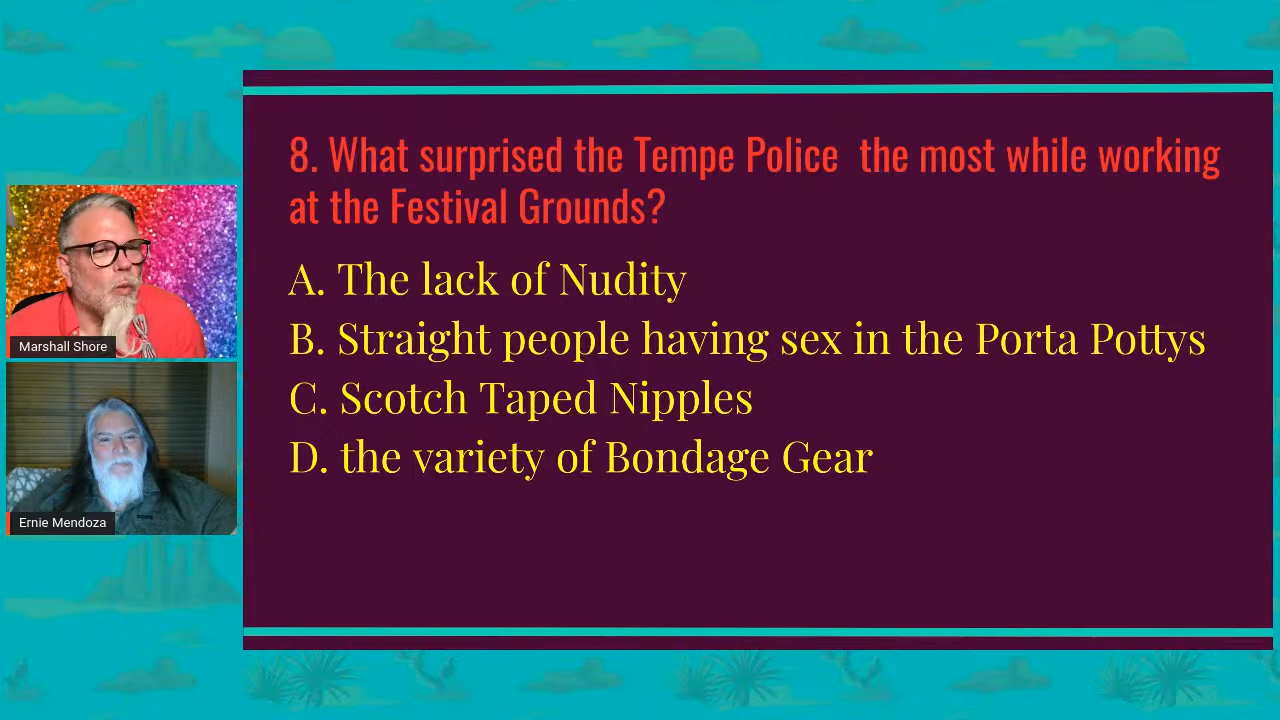 8. What surprised the Tempe Police the most while working
at the Festival Grounds?
A. The lack of Nudity
B. Straight people having sex in the Porta Pottys
C. Scotch Taped Nipples
D. the variety of Bondage Gear
Marshall Shore
Ernie Mendoza